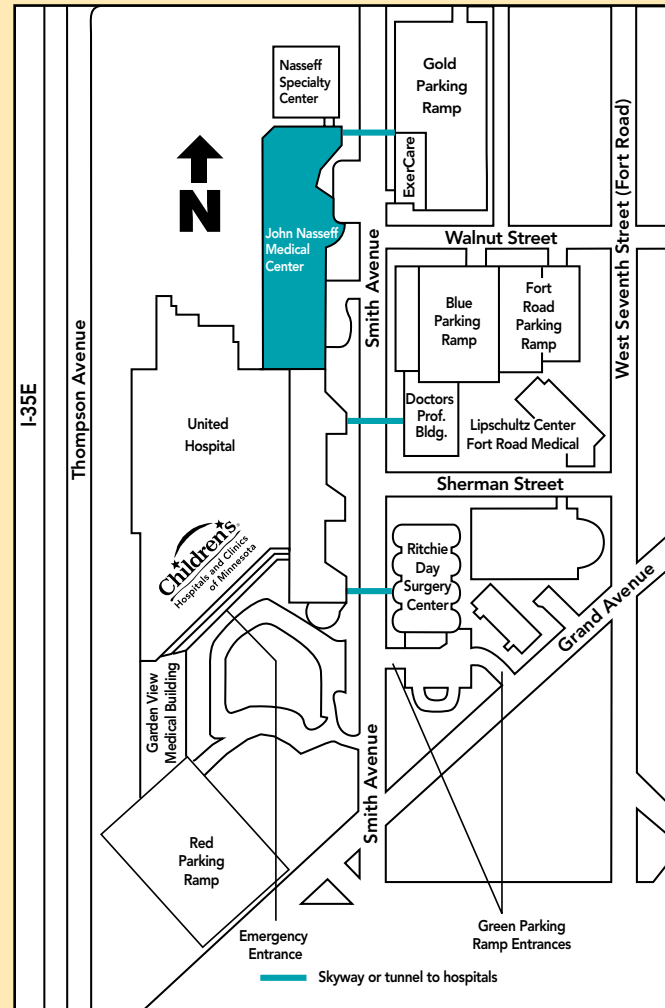 Nasseff
Specialty
Center
Gold
Parking
Ramp
ExerCare
N
John Nasseff
Medical
Center
Walnut Street
Smith Avenue
West Seventh Street (Fort Road)
Blue
Parking
Ramp
Fort
Road
Parking
Ramp
I-35E
Thompson Avenue
United
Hospital
Doctors
Prof.
Bldg.
Lipschultz Center
Fort Road Medical
Sherman Street
Children's
Hospitals and Clinics
of Minnesota
Ritchie
Day
Surgery
Center
Grand Avenue
Garden View
Medical Building
Smith Avenue
Red
Parking
Ramp
Emergency
Entrance
Green Parking
Ramp Entrances
Skyway or tunnel to hospitals